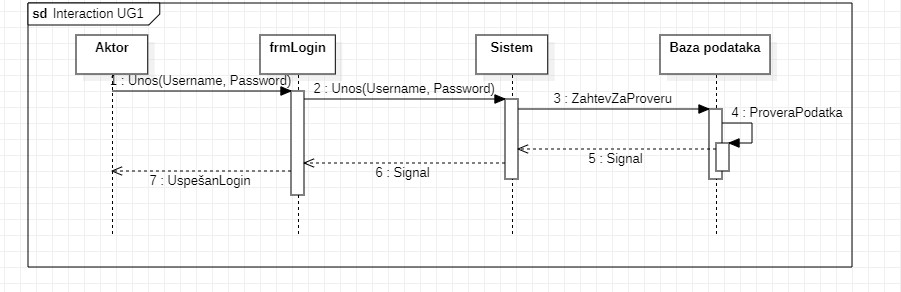 sd Interaction UG1
Aktor
frmLogin
Sistem
Baza podataka
1 : Unos(Username, Password)
2 : Unos(Username, Password)
3 : ZahtevZaProveru
4 : ProveraPodatka
5 : Signal
6 : Signal
7 : UspešanLogin